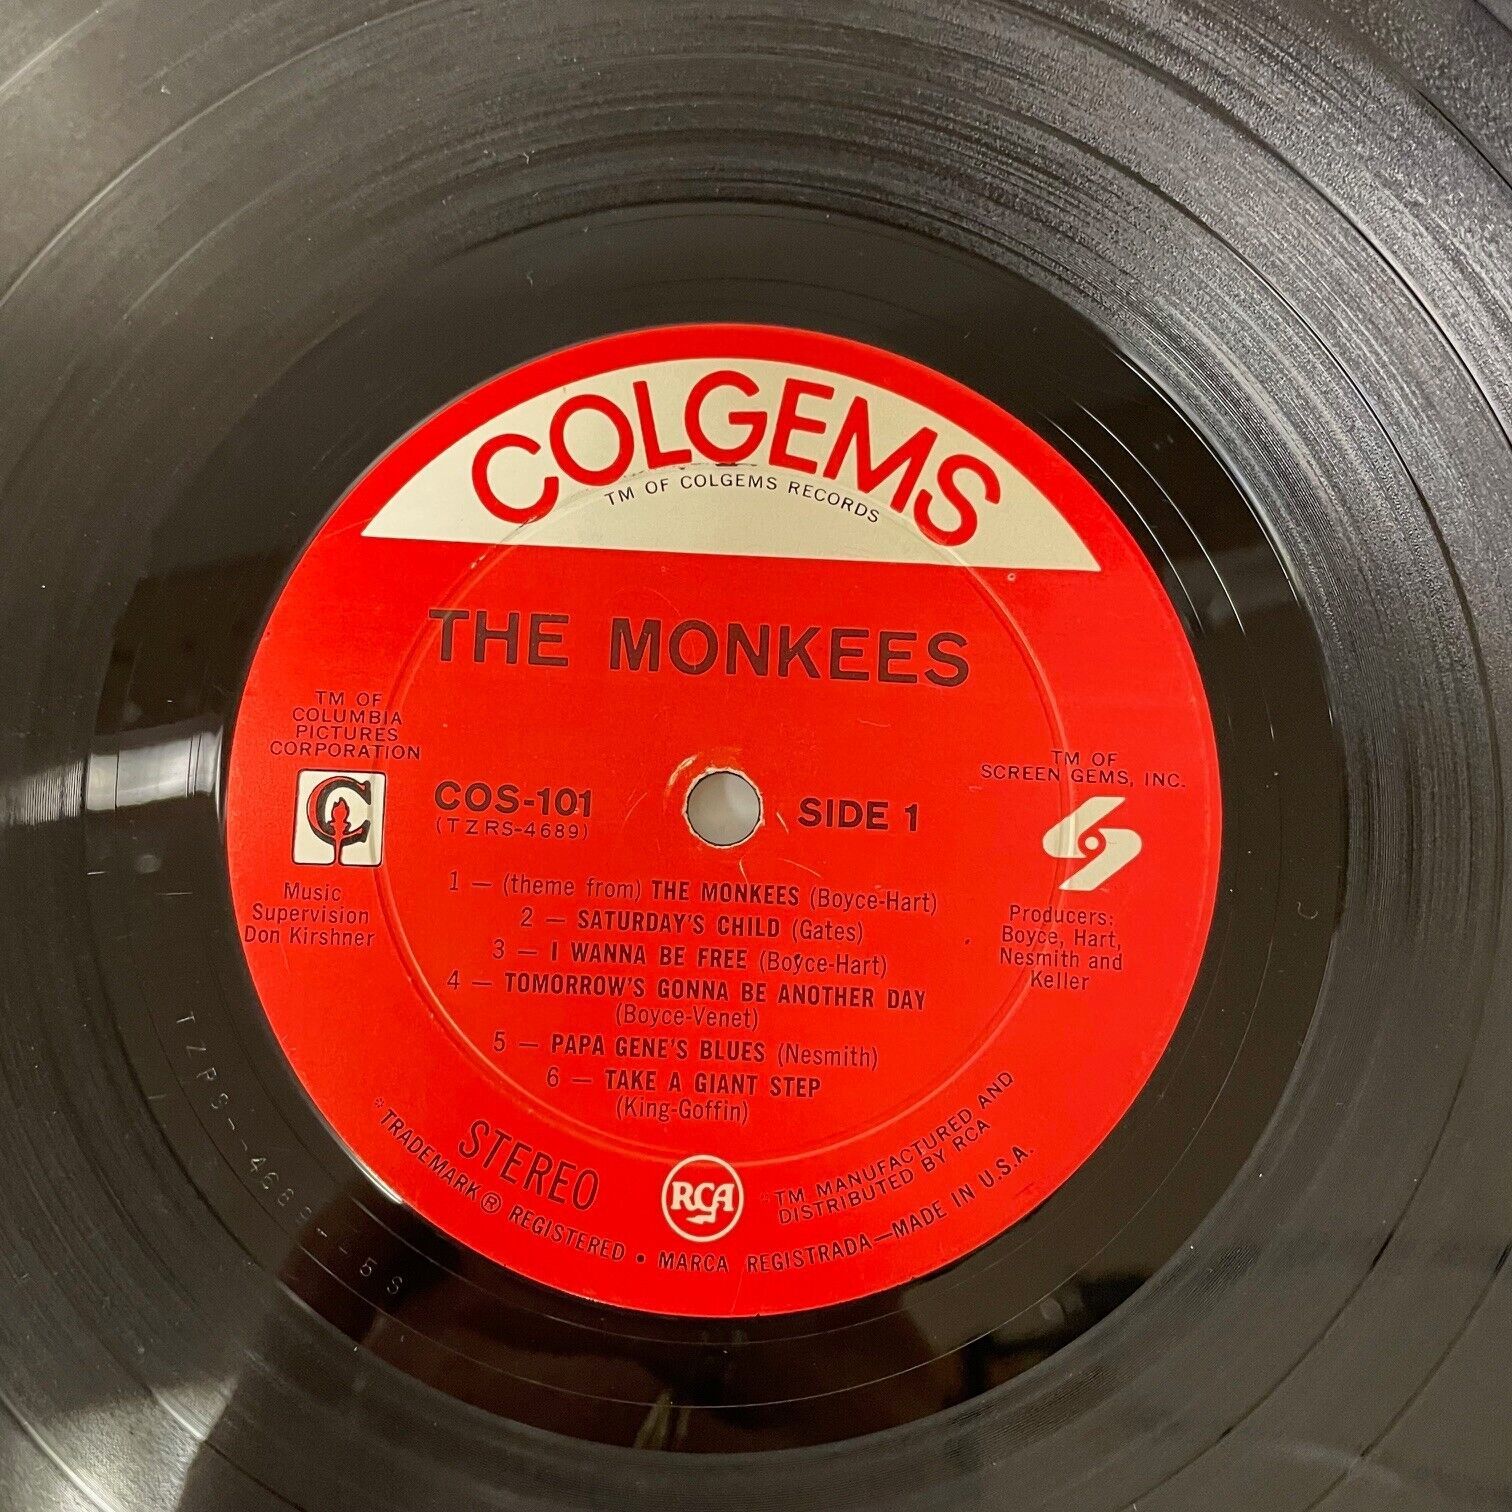 COLGEMS
TM OF COLGEMS RECORDS
THE MONKEES
TM OF
COLUMBIA
PICTURES
CORPORATION
C
TM OF
SCREEN GEMS, INC.
COS-101
(TZRS-4689)
SIDE 1
Music
Supervision
Don Kirshner
Producers:
Boyce, Hart,
Nesmith and
Keller
1 — (theme from) THE MONKEES (Boyce-Hart)
2 — SATURDAY'S CHILD (Gates)
3 — I WANNA BE FREE (Boyce-Hart)
4 — TOMORROW'S GONNA BE ANOTHER DAY
(Boyce-Venet)
5 — PAPA GENE'S BLUES (Nesmith)
6 — TAKE A GIANT STEP
(King-Goffin)
STEREO
RCA
"TM MANUFACTURED AND
DISTRIBUTED BY RCA
"TRADEMARK ® REGISTERED • MARCA REGISTRADA—MADE IN U.S.A.
TZRS--4689--5S